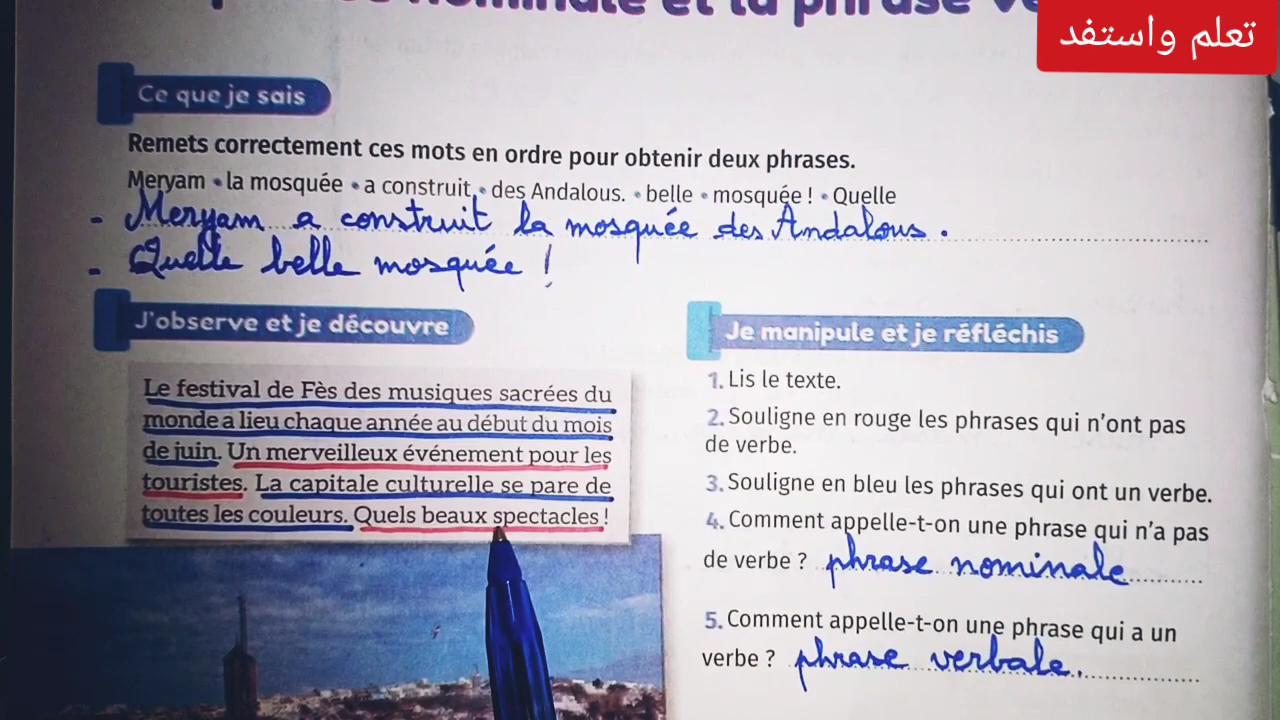 nominale et la phrase ve
تعلم واستفد
Ce que je sais
Remets correctement ces mots en ordre pour obtenir deux phrases.
Meryam • la mosquée • a construit • des Andalous. • belle • mosquée ! • Quelle
- Meryam a construit la mosquée des Andalous.
- Quelle belle mosquée !
J'observe et je découvre
Le festival de Fès des musiques sacrées du
monde a lieu chaque année au début du mois
de juin. Un merveilleux événement pour les
touristes. La capitale culturelle se pare de
toutes les couleurs. Quels beaux spectacles !
Je manipule et je réfléchis
1. Lis le texte.
2. Souligne en rouge les phrases qui n'ont pas
de verbe.
3. Souligne en bleu les phrases qui ont un verbe.
4. Comment appelle-t-on une phrase qui n'a pas
de verbe ? phrase nominale
5. Comment appelle-t-on une phrase qui a un
verbe ? phrase verbale.